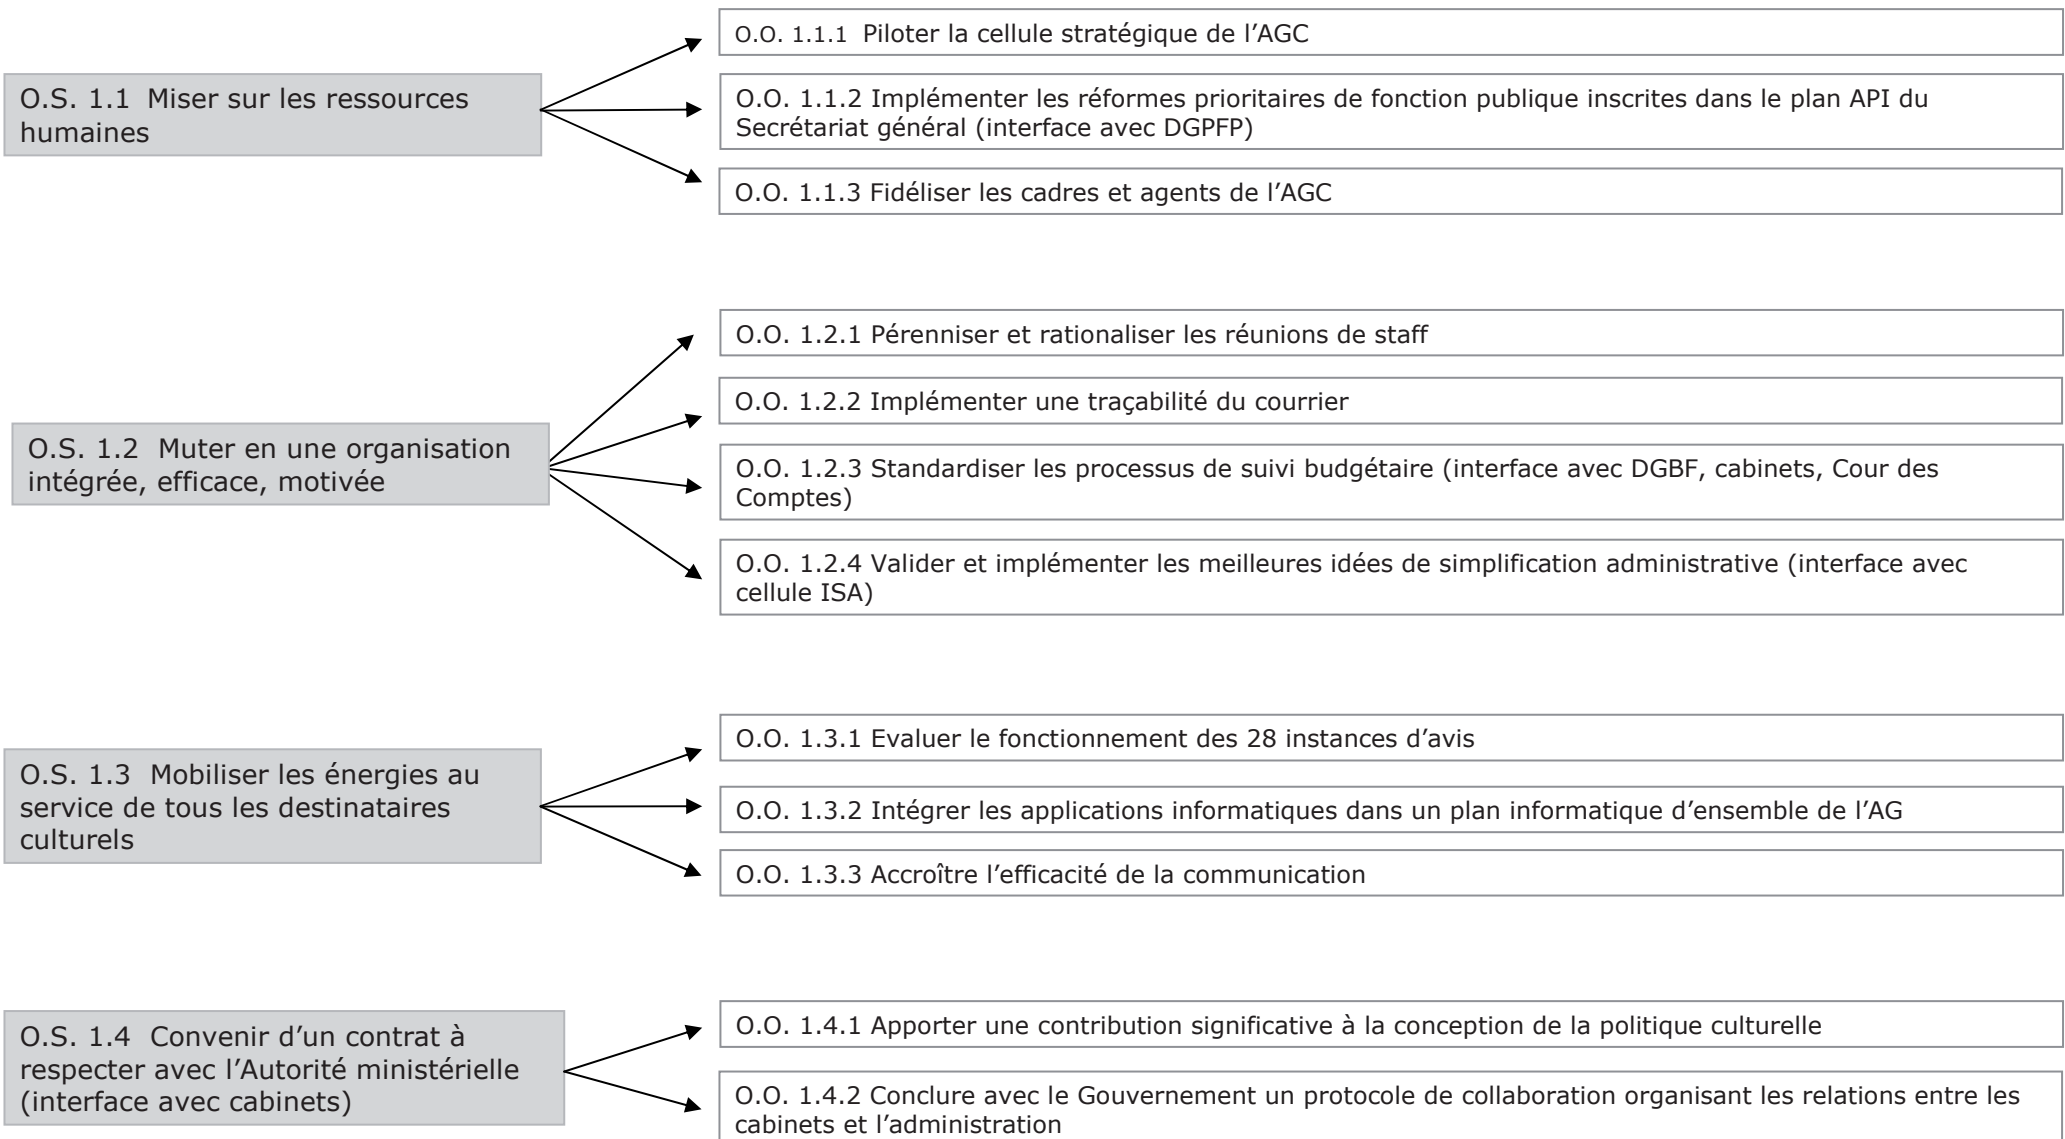 O.S. 1.1  Miser sur les ressources
humaines
O.O. 1.1.1  Piloter la cellule stratégique de l’AGC
O.O. 1.1.2 Implémenter les réformes prioritaires de fonction publique inscrites dans le plan API du
Secrétariat général (interface avec DGPFP)
O.O. 1.1.3 Fidéliser les cadres et agents de l’AGC
O.S. 1.2  Muter en une organisation
intégrée, efficace, motivée
O.O. 1.2.1 Pérenniser et rationaliser les réunions de staff
O.O. 1.2.2 Implémenter une traçabilité du courrier
O.O. 1.2.3 Standardiser les processus de suivi budgétaire (interface avec DGBF, cabinets, Cour des
Comptes)
O.O. 1.2.4 Valider et implémenter les meilleures idées de simplification administrative (interface avec
cellule ISA)
O.S. 1.3  Mobiliser les énergies au
service de tous les destinataires
culturels
O.O. 1.3.1 Evaluer le fonctionnement des 28 instances d’avis
O.O. 1.3.2 Intégrer les applications informatiques dans un plan informatique d’ensemble de l’AG
O.O. 1.3.3 Accroître l’efficacité de la communication
O.S. 1.4  Convenir d’un contrat à
respecter avec l’Autorité ministérielle
(interface avec cabinets)
O.O. 1.4.1 Apporter une contribution significative à la conception de la politique culturelle
O.O. 1.4.2 Conclure avec le Gouvernement un protocole de collaboration organisant les relations entre les
cabinets et l’administration